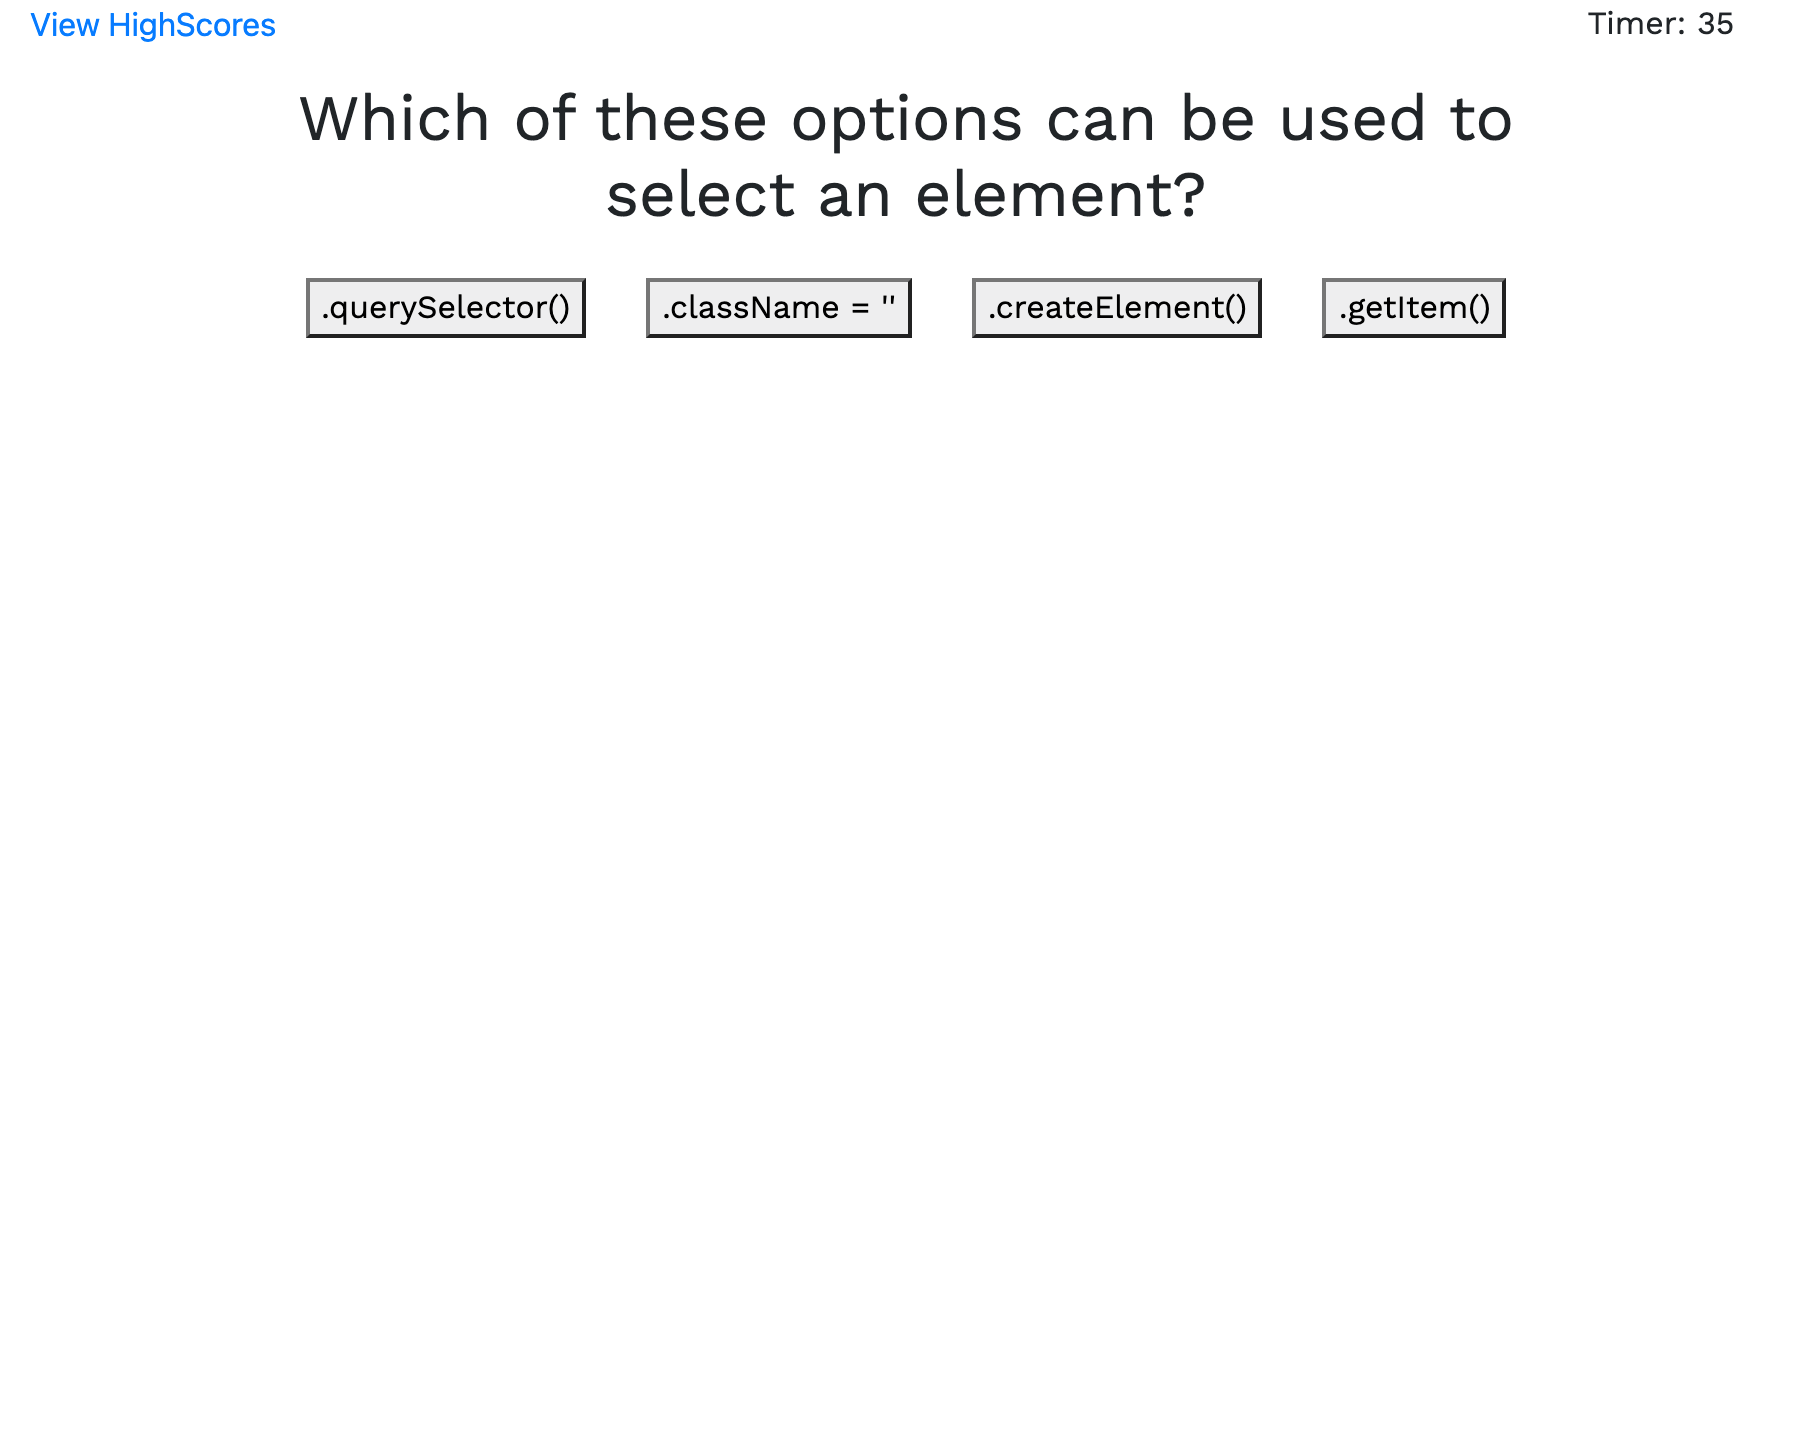 View HighScores
Timer: 35
Which of these options can be used to
select an element?
.querySelector()
.className = ''
.createElement()
.getItem()